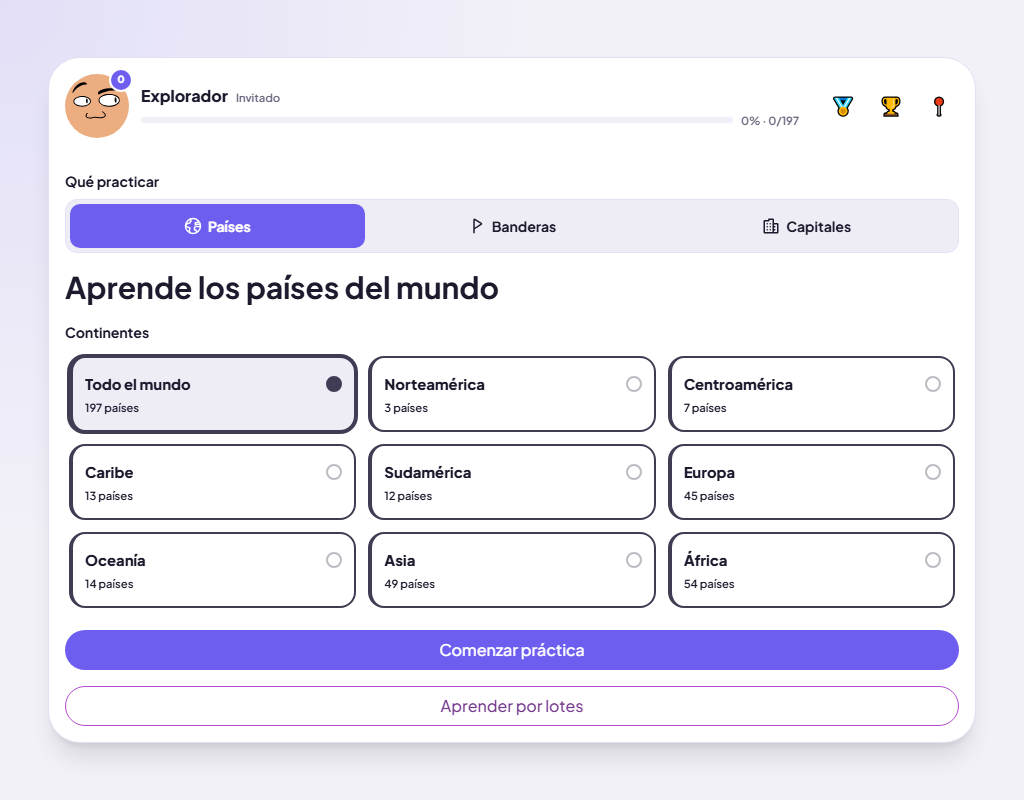 0
Explorador Invitado
0% · 0/197
Qué practicar
Países Banderas Capitales
Aprende los países del mundo
Continentes
Todo el mundo
197 países
Norteamérica
3 países
Centroamérica
7 países
Caribe
13 países
Sudamérica
12 países
Europa
45 países
Oceanía
14 países
Asia
49 países
África
54 países
Comenzar práctica
Aprender por lotes